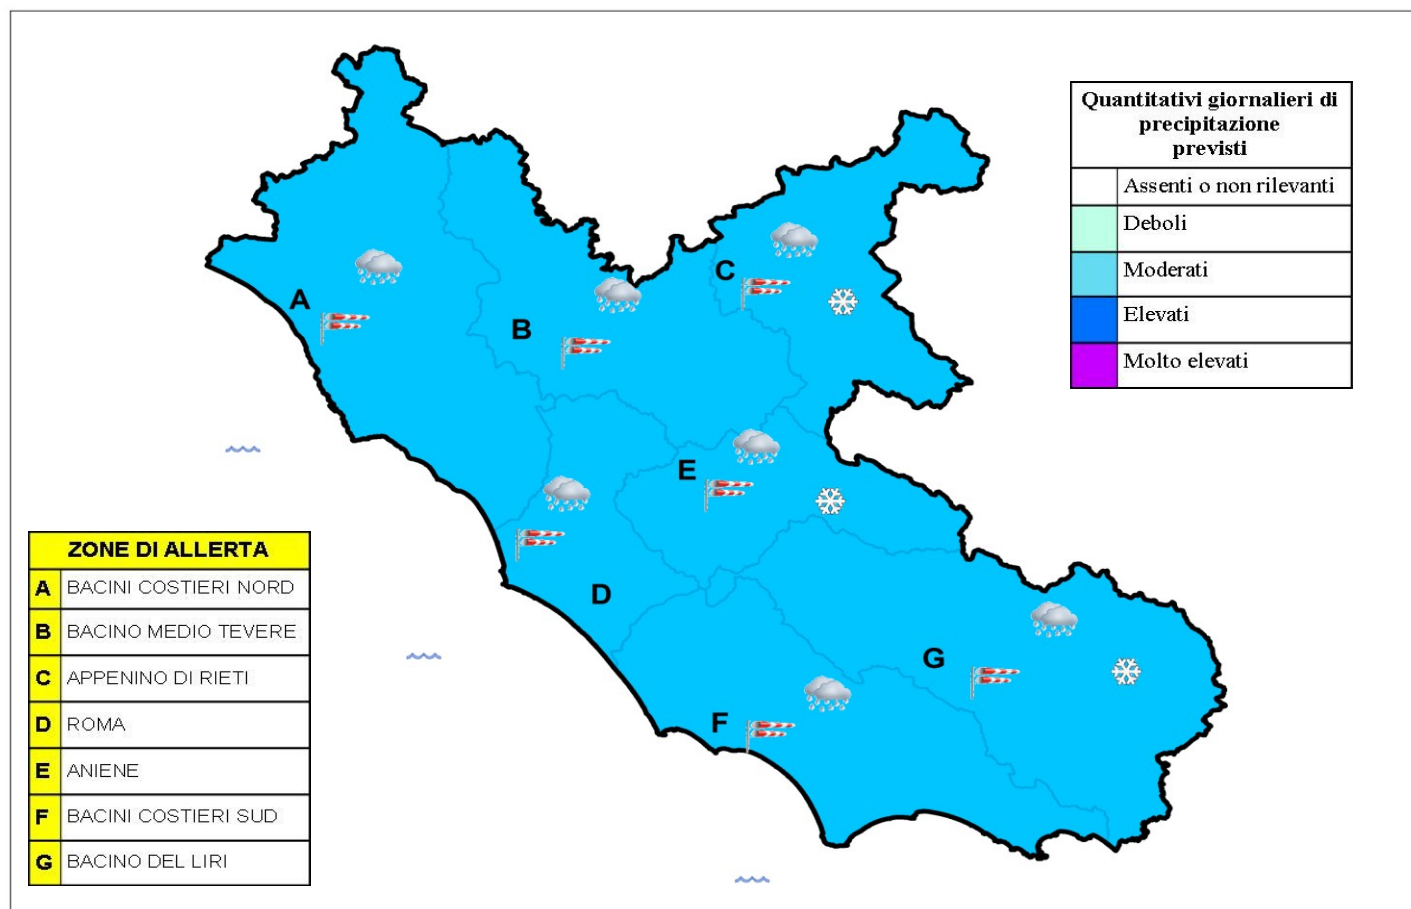 Quantitativi giornalieri di
precipitazione
previsti
Assenti o non rilevanti
Deboli
Moderati
Elevati
Molto elevati
C
A
B
E
D
G
F
ZONE DI ALLERTA
A BACINI COSTIERI NORD
B BACINO MEDIO TEVERE
C APPENINO DI RIETI
D ROMA
E ANIENE
F BACINI COSTIERI SUD
G BACINO DEL LIRI